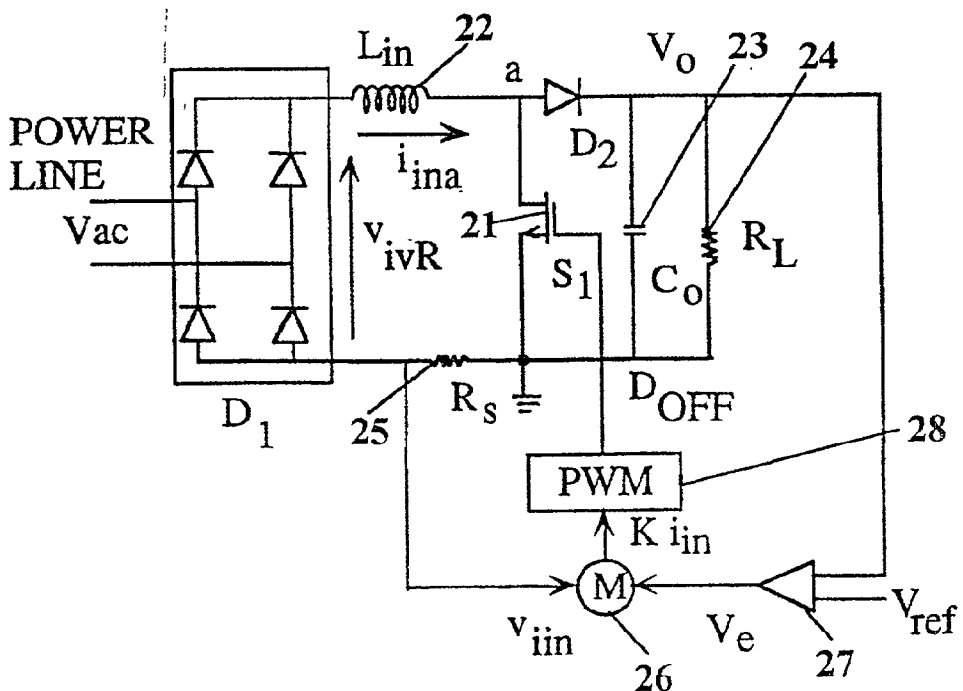 L_in
22
a
V_o
23
24
POWER
LINE
D_2
i_ina
21
Vac
v_ivR
S_1
C_o
R_L
D_1
25
R_s
D_OFF
28
PWM
K i_in
M
v_iin
V_e
V_ref
26
27